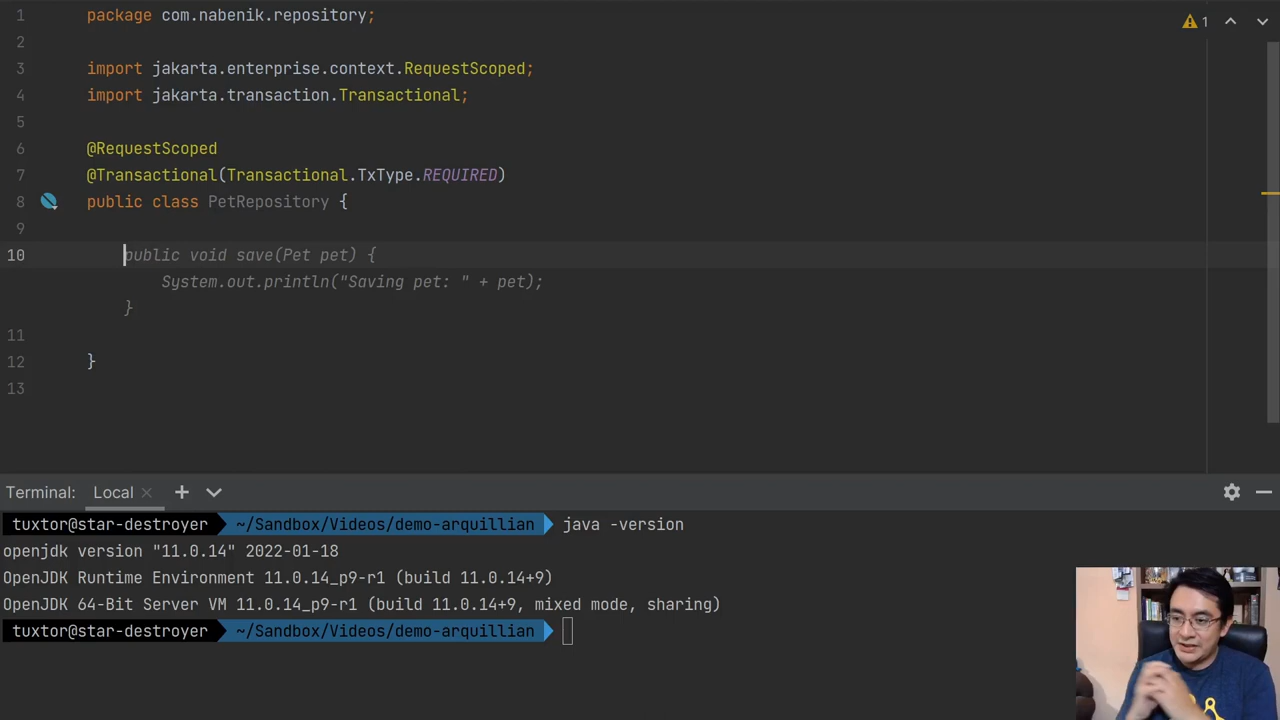 1 package com.nabenik.repository;
2
3 import jakarta.enterprise.context.RequestScoped;
4 import jakarta.transaction.Transactional;
5
6 @RequestScoped
7 @Transactional(Transactional.TxType.REQUIRED)
8 public class PetRepository {
9
10 public void save(Pet pet) {
System.out.println("Saving pet: " + pet);
}
11
12 }
13
1
Terminal: Local
tuxtor@star-destroyer ~/Sandbox/Videos/demo-arquillian java -version
openjdk version "11.0.14" 2022-01-18
OpenJDK Runtime Environment 11.0.14_p9-r1 (build 11.0.14+9)
OpenJDK 64-Bit Server VM 11.0.14_p9-r1 (build 11.0.14+9, mixed mode, sharing)
tuxtor@star-destroyer ~/Sandbox/Videos/demo-arquillian